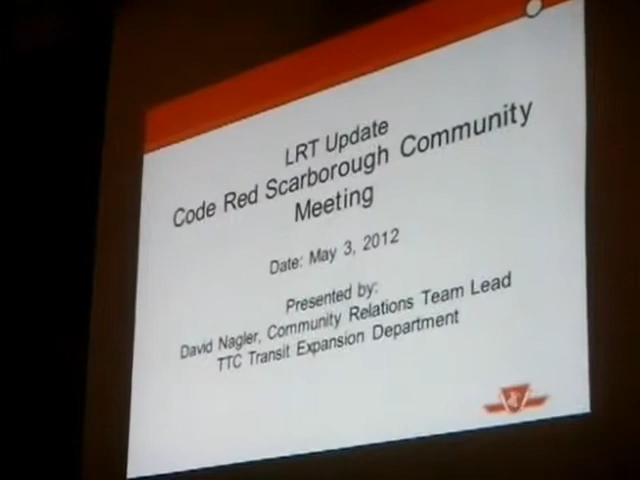 LRT Update
Code Red Scarborough Community
Meeting
Date: May 3, 2012
Presented by:
David Nagler, Community Relations Team Lead
TTC Transit Expansion Department